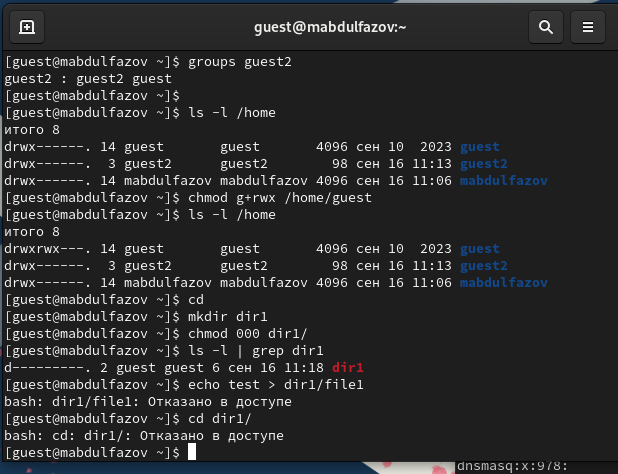 guest@mabdulfazov:~
[guest@mabdulfazov ~]$ groups guest2
guest2 : guest2 guest
[guest@mabdulfazov ~]$
[guest@mabdulfazov ~]$ ls -l /home
итого 8
drwx------. 14 guest       guest       4096 сен 10  2023 guest
drwx------.  3 guest2      guest2        98 сен 16 11:13 guest2
drwx------. 14 mabdulfazov mabdulfazov 4096 сен 16 11:06 mabdulfazov
[guest@mabdulfazov ~]$ chmod g+rwx /home/guest
[guest@mabdulfazov ~]$ ls -l /home
итого 8
drwxrwx---. 14 guest       guest       4096 сен 10  2023 guest
drwx------.  3 guest2      guest2        98 сен 16 11:13 guest2
drwx------. 14 mabdulfazov mabdulfazov 4096 сен 16 11:06 mabdulfazov
[guest@mabdulfazov ~]$ cd
[guest@mabdulfazov ~]$ mkdir dir1
[guest@mabdulfazov ~]$ chmod 000 dir1/
[guest@mabdulfazov ~]$ ls -l | grep dir1
d---------. 2 guest guest 6 сен 16 11:18 dir1
[guest@mabdulfazov ~]$ echo test > dir1/file1
bash: dir1/file1: Отказано в доступе
[guest@mabdulfazov ~]$ cd dir1/
bash: cd: dir1/: Отказано в доступе
[guest@mabdulfazov ~]$
dnsmasq:x:978: